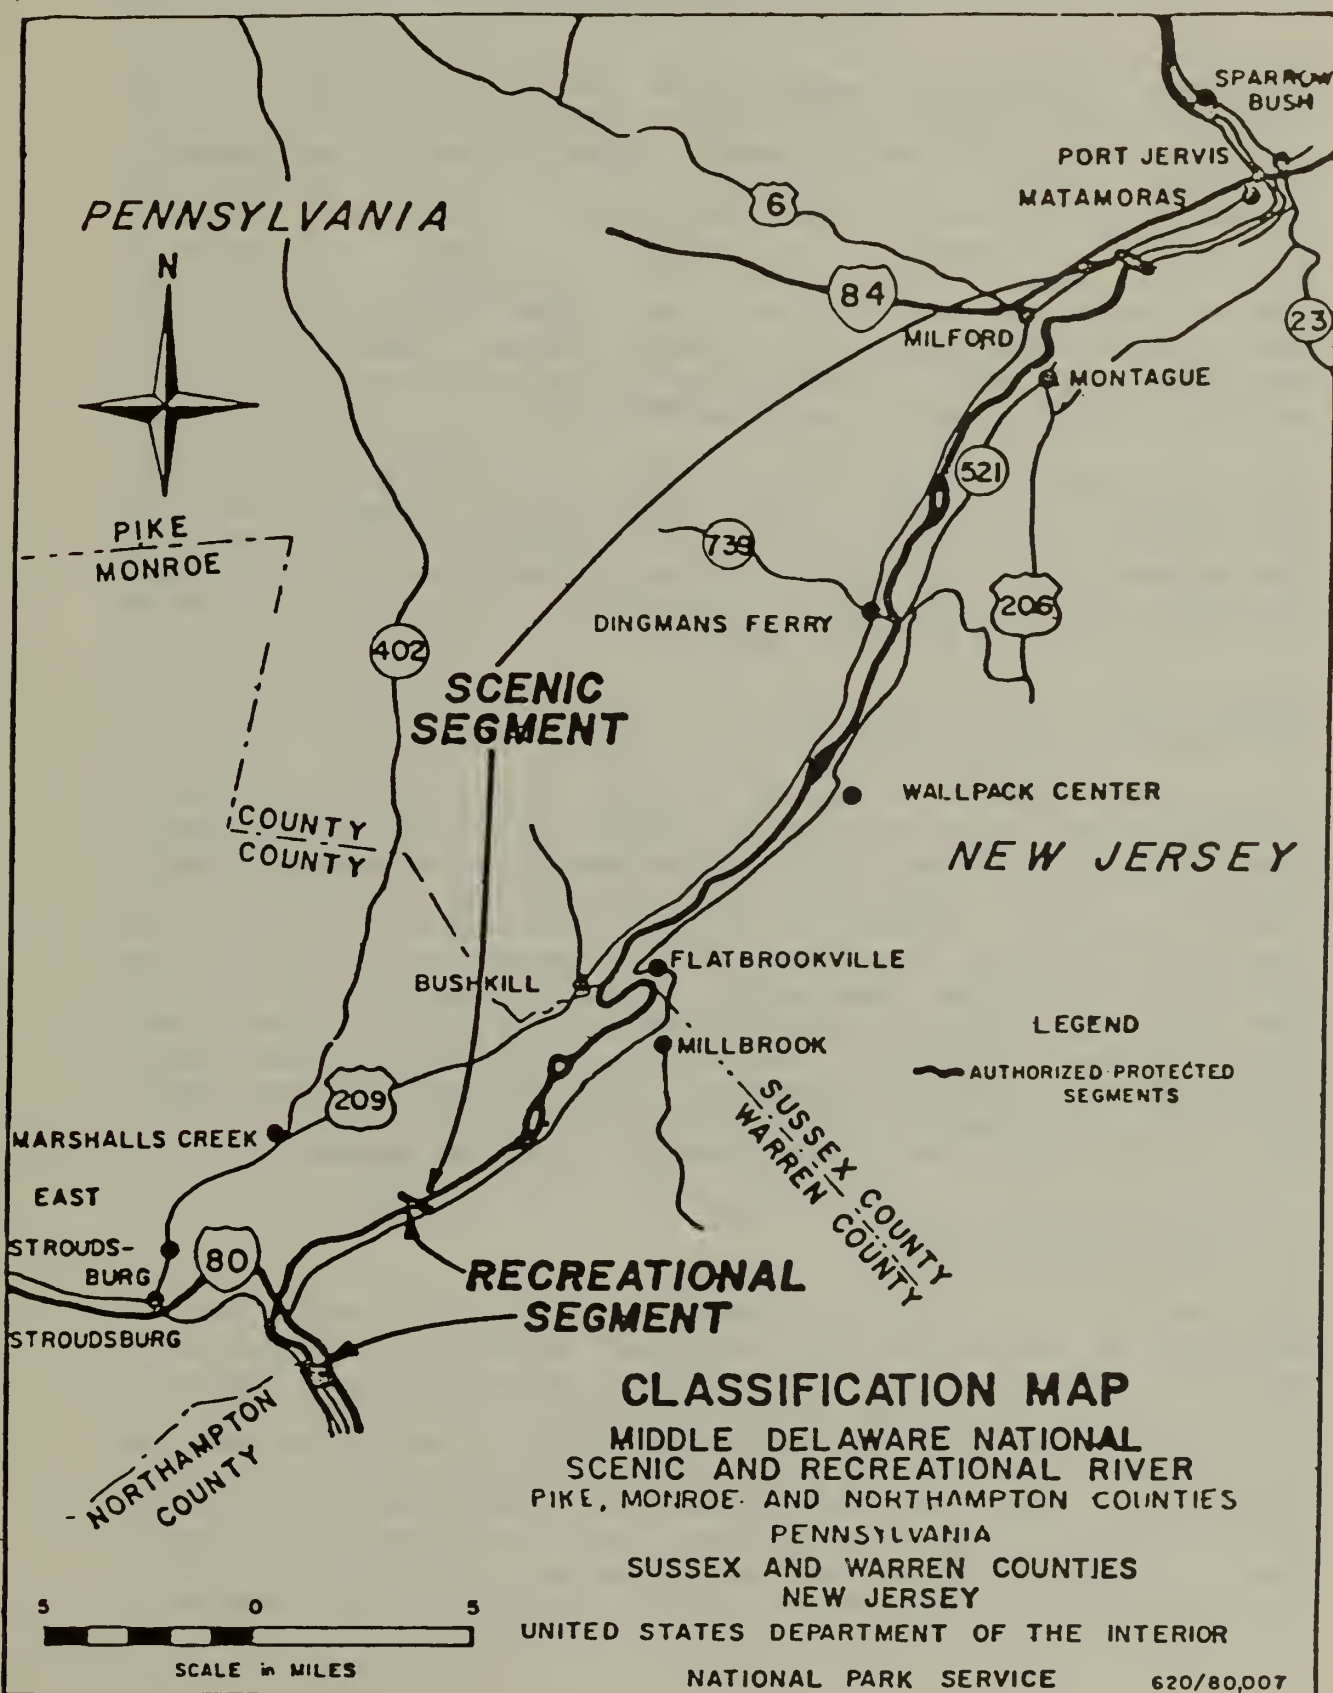 SPARROW
BUSH
PORT JERVIS
MATAMORAS
PENNSYLVANIA
6
N
84
23
MILFORD
MONTAGUE
521
PIKE
MONROE
739
206
DINGMANS FERRY
402
SCENIC
SEGMENT
WALLPACK CENTER
COUNTY
COUNTY
NEW JERSEY
FLATBROOKVILLE
BUSHKILL
LEGEND
MILLBROOK
AUTHORIZED PROTECTED
SEGMENTS
209
SUSSEX COUNTY
WARREN COUNTY
MARSHALLS CREEK
EAST
STROUDS-
BURG
80
RECREATIONAL
SEGMENT
STROUDSBURG
NORTHAMPTON
COUNTY
CLASSIFICATION MAP
MIDDLE DELAWARE NATIONAL
SCENIC AND RECREATIONAL RIVER
PIKE, MONROE AND NORTHAMPTON COUNTIES
PENNSYLVANIA
SUSSEX AND WARREN COUNTIES
NEW JERSEY
5 0 5
UNITED STATES DEPARTMENT OF THE INTERIOR
SCALE in MILES
NATIONAL PARK SERVICE 620/80,007